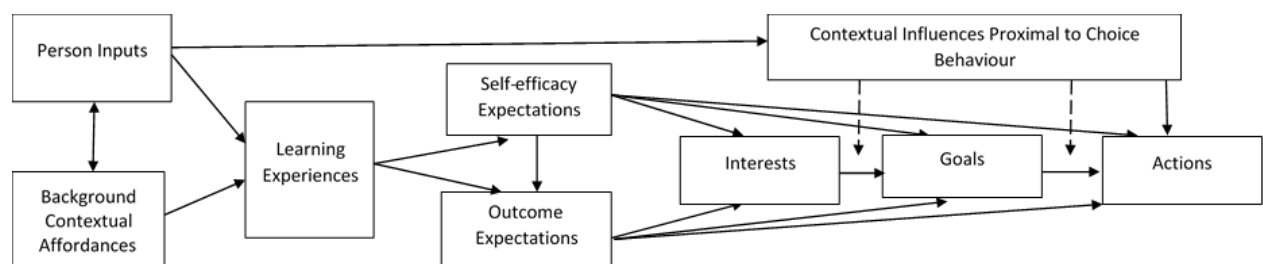 Person Inputs
Contextual Influences Proximal to Choice
Behaviour
Self-efficacy
Expectations
Learning
Experiences
Interests
Goals
Actions
Background
Contextual
Affordances
Outcome
Expectations